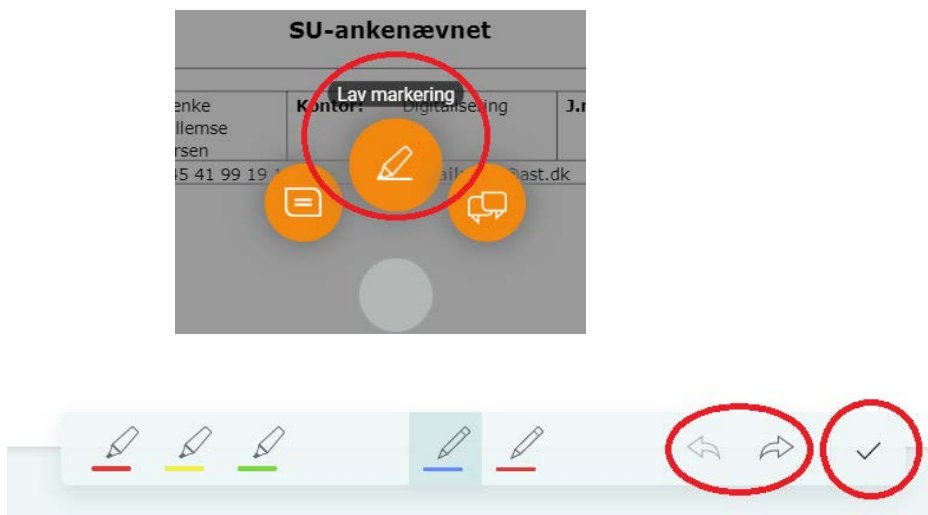 SU-ankenævnet
Lav markering
enke
Kontor: Digitalisering
llemse
rsen
45 41 99 19
ast.dk